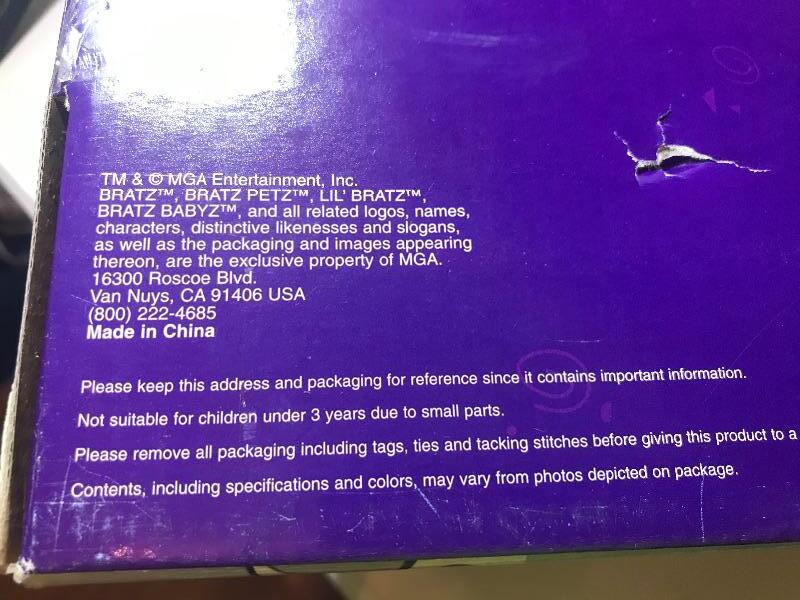 TM & © MGA Entertainment, Inc.
BRATZ™, BRATZ PETZ™, LIL' BRATZ™,
BRATZ BABYZ™, and all related logos, names,
characters, distinctive likenesses and slogans,
as well as the packaging and images appearing
thereon, are the exclusive property of MGA.
16300 Roscoe Blvd.
Van Nuys, CA 91406 USA
(800) 222-4685
Made in China
Please keep this address and packaging for reference since it contains important information.
Not suitable for children under 3 years due to small parts.
Please remove all packaging including tags, ties and tacking stitches before giving this product to a
Contents, including specifications and colors, may vary from photos depicted on package.